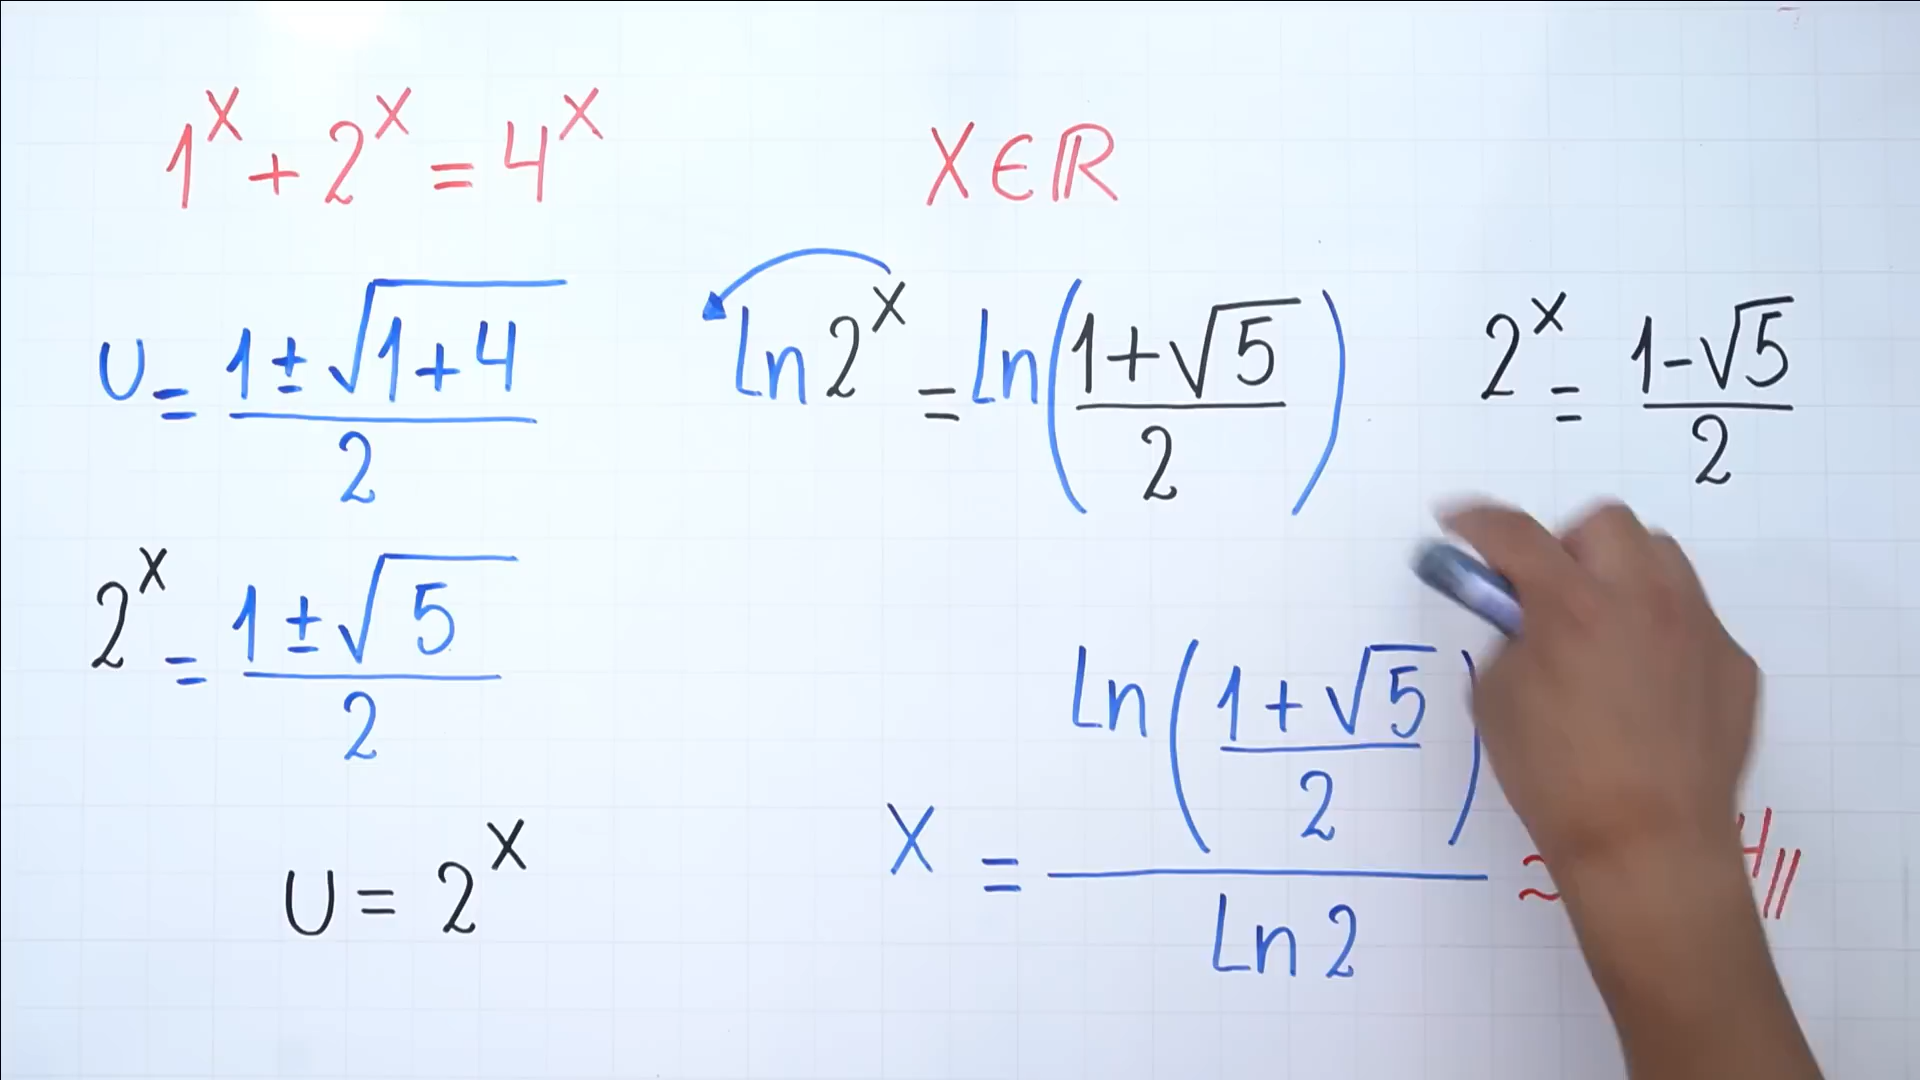 1^x + 2^x = 4^x
X ∈ ℝ
U = (1 ± √(1+4)) / 2
Ln 2^x = Ln((1+√5) / 2)
2^x = (1-√5) / 2
2^x = (1 ± √5) / 2
U = 2^x
X = Ln((1+√5) / 2) / Ln 2 ≈